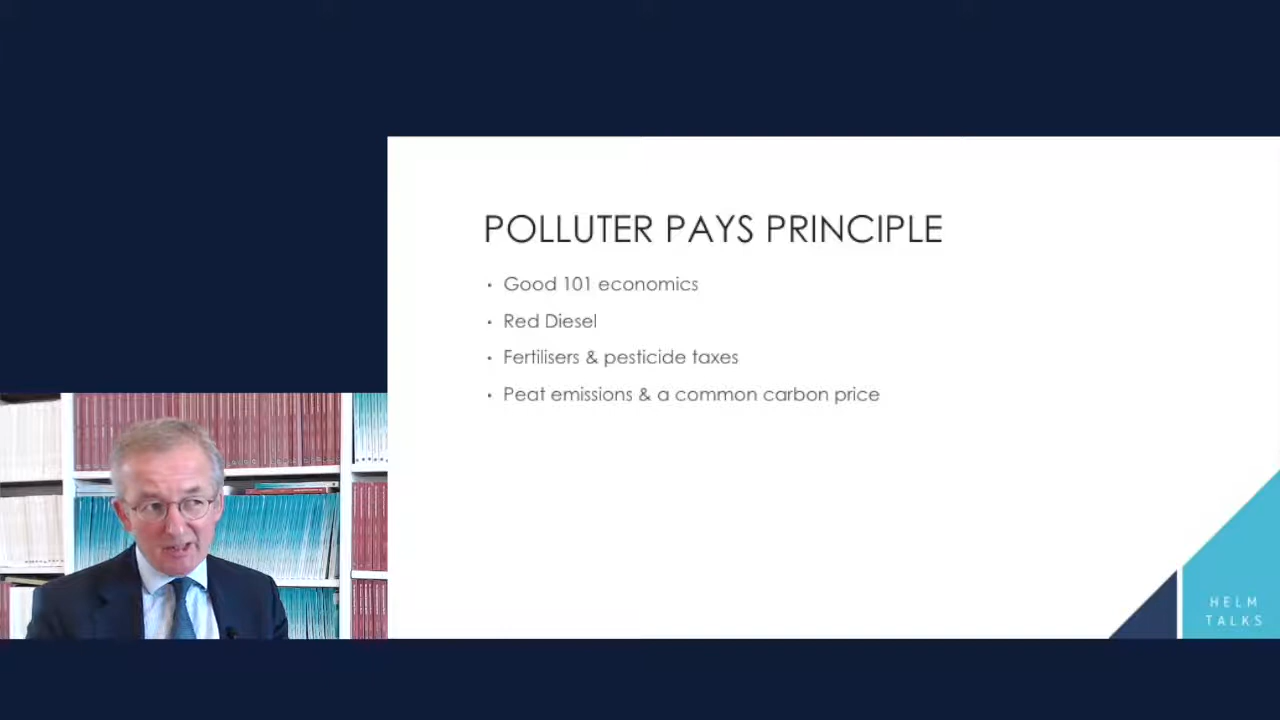 POLLUTER PAYS PRINCIPLE
• Good 101 economics
• Red Diesel
• Fertilisers & pesticide taxes
• Peat emissions & a common carbon price
HELM
TALKS